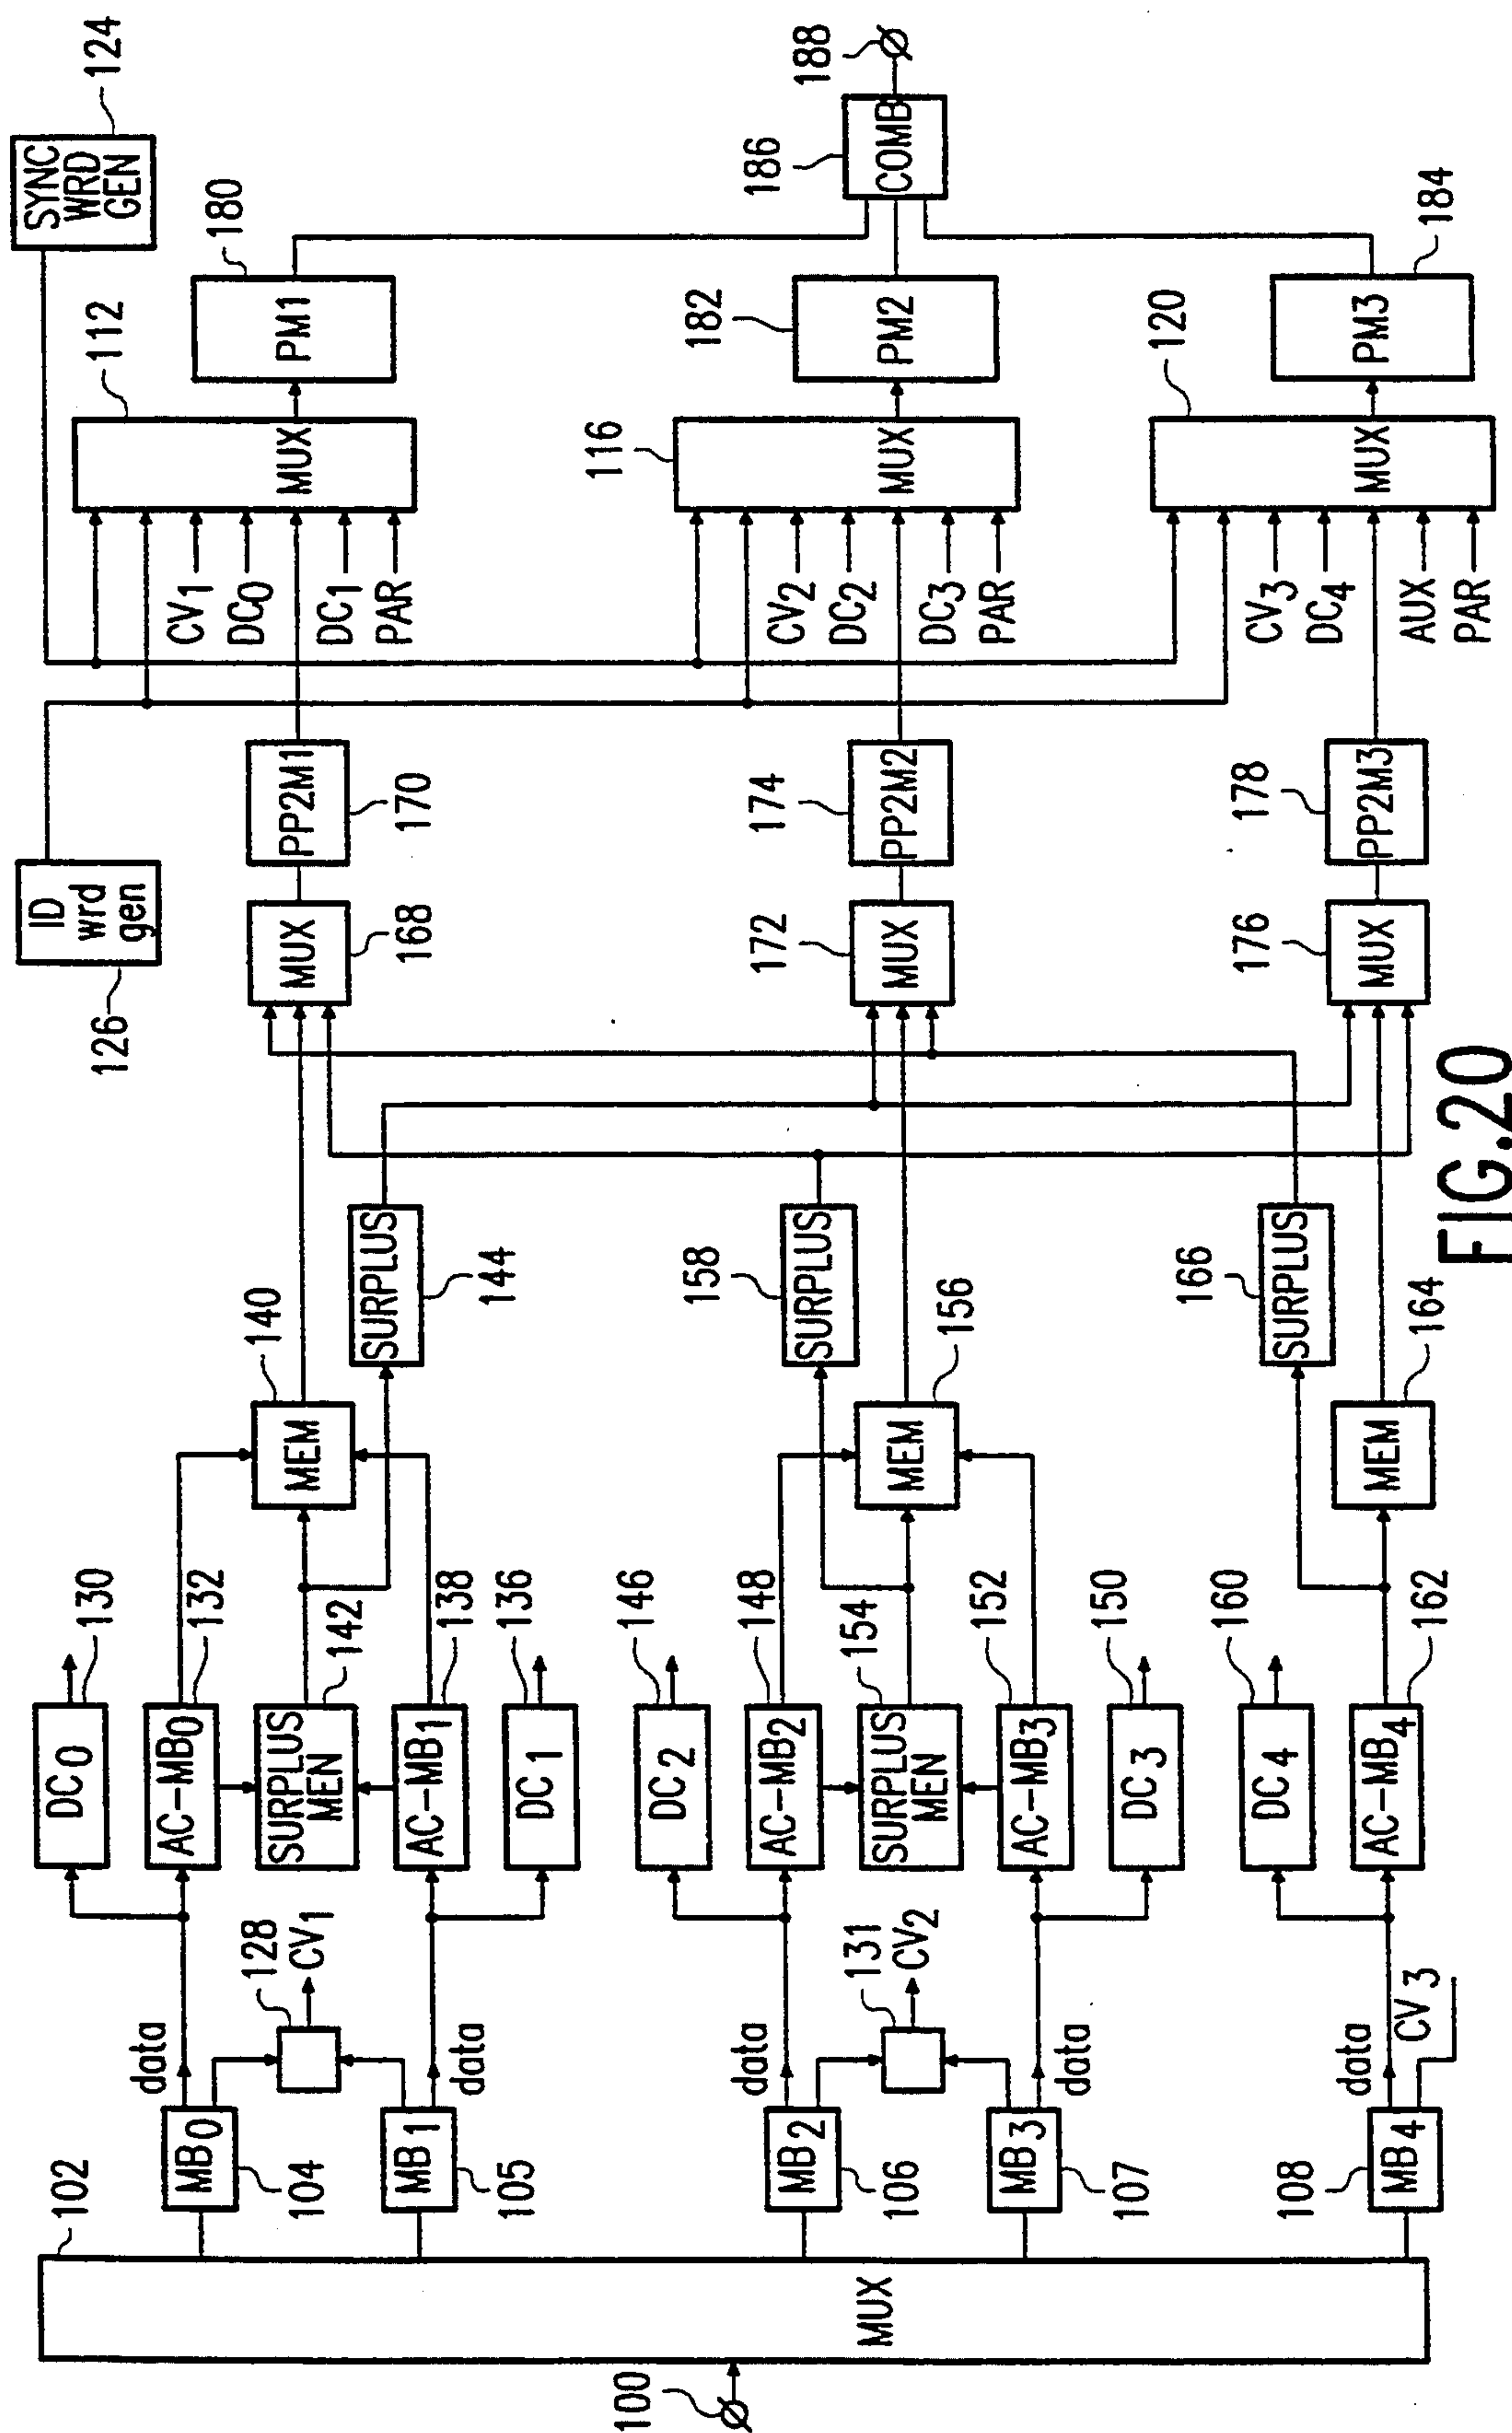 100
102
MUX
MB0
104
MB1
105
MB2
106
MB3
107
MB4
108
data
data
data
data
data
128
CV1
131
CV2
CV3
DC0
130
AC-MB0
132
SURPLUS
MEN
142
AC-MB1
138
DC1
136
DC2
146
AC-MB2
148
SURPLUS
MEN
154
AC-MB3
152
DC3
150
DC4
160
AC-MB4
162
MEM
140
SURPLUS
144
158
SURPLUS
MEM
156
166
SURPLUS
MEM
164
ID
wrd
gen
126
MUX
168
PP2M1
170
MUX
172
PP2M2
174
MUX
176
PP2M3
178
SYNC
WRD
GEN
124
CV1
DC0
DC1
PAR
CV2
DC2
DC3
PAR
CV3
DC4
AUX
PAR
MUX
112
MUX
116
MUX
120
PM1
180
PM2
182
PM3
184
COMB
186
188
FIG.20